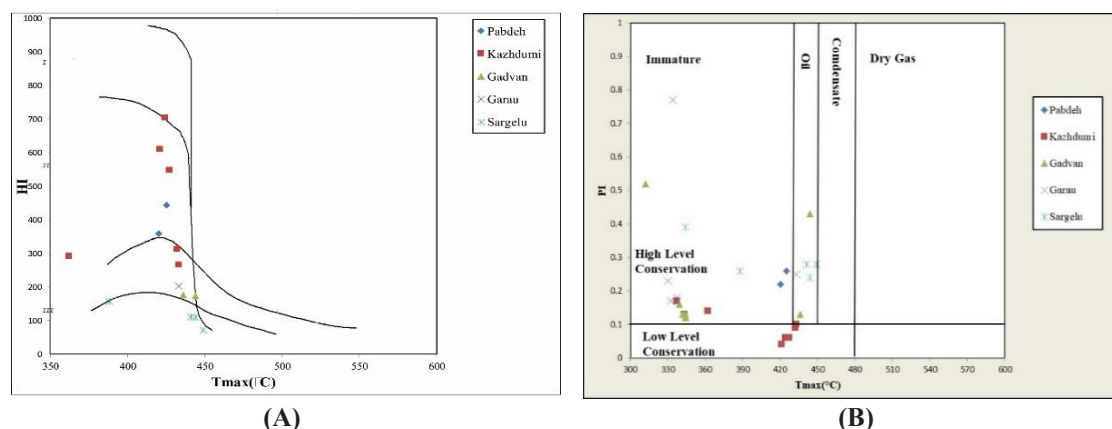 1000
900
800
700
600
500
400
300
200
100
0
HI
I
II
III
350
400
450
500
550
600
Tmax(°C)
Pabdeh
Kazhdumi
Gadvan
Garau
Sargelu
(A)
1
0.9
0.8
0.7
0.6
0.5
0.4
0.3
0.2
0.1
0
PI
Immature
Oil
Comdensate
Dry Gas
High Level
Conservation
Low Level
Conservation
300
330
360
390
420
450
480
510
540
570
600
Tmax(°C)
Pabdeh
Kazhdumi
Gadvan
Garau
Sargelu
(B)